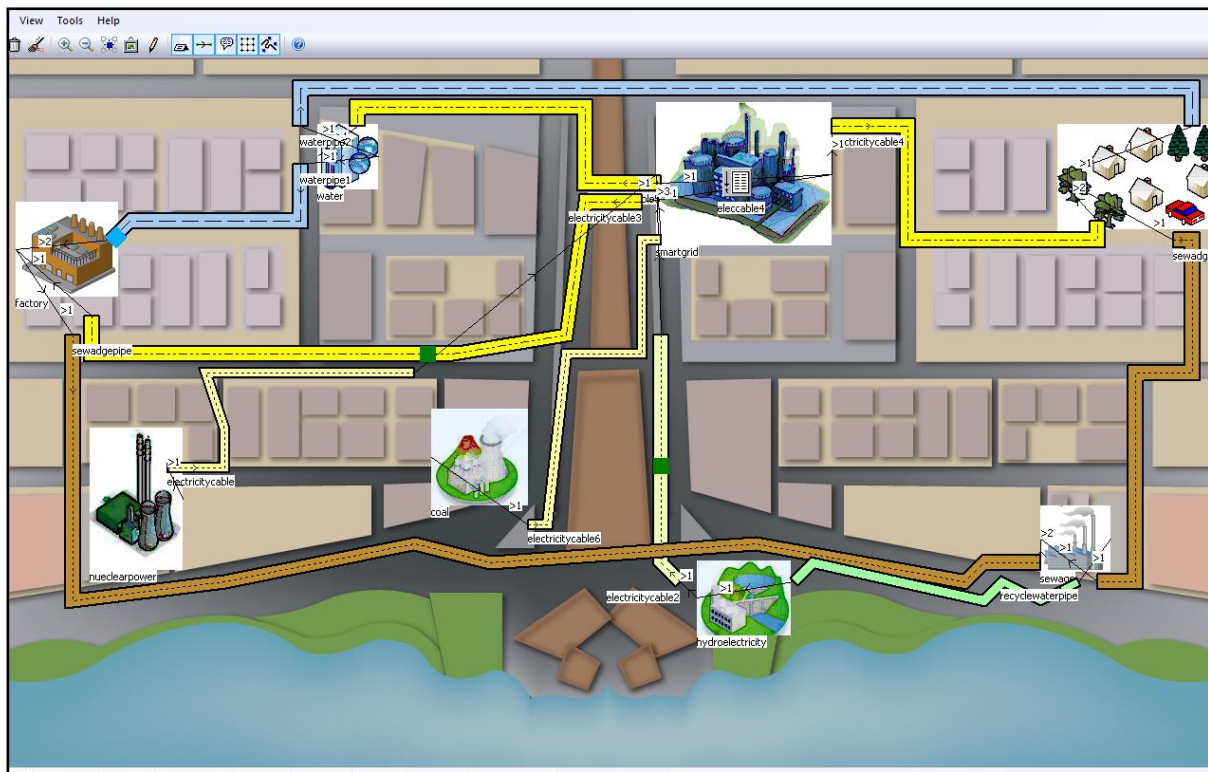 View Tools Help
>1
waterpipe2
>1
waterpipe1
water
>1
>3.1
>1
eleccable4
electricitycable3
>1
ctricitycable4
>1
>2
>1
sewadg
smartgrid
>2
>1
factory
>1
sewadgepipe
>1
electricitycable
nueclearpower
coal
>1
electricitycable6
>2
>1
>1
sewage
recyclewaterpipe
>1
electricitycable2
>1
hydroelectricity